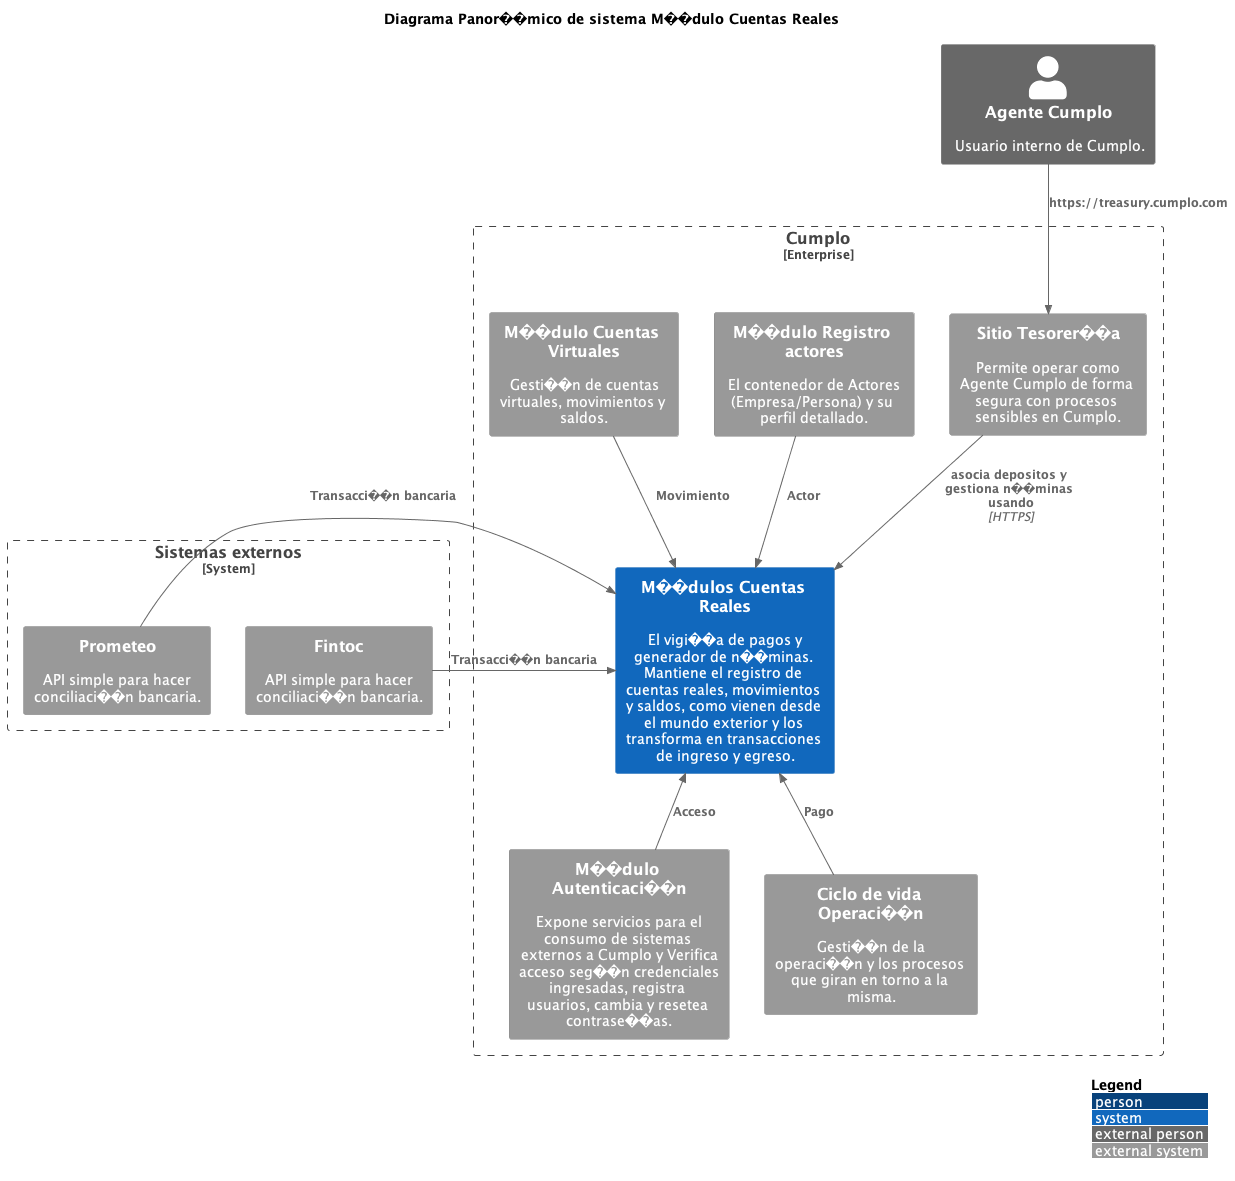 Diagrama Panor��mico de sistema M��dulo Cuentas Reales
Agente Cumplo
Usuario interno de Cumplo.
https://treasury.cumplo.com
Cumplo
[Enterprise]
M��dulo Cuentas
Virtuales
Gesti��n de cuentas
virtuales, movimientos y
saldos.
M��dulo Registro
actores
El contenedor de Actores
(Empresa/Persona) y su
perfil detallado.
Sitio Tesorer��a
Permite operar como
Agente Cumplo de forma
segura con procesos
sensibles en Cumplo.
Transacci��n bancaria
Movimiento
Actor
asocia depositos y
gestiona n��minas
usando
[HTTPS]
Sistemas externos
[System]
Prometeo
API simple para hacer
conciliaci��n bancaria.
Fintoc
API simple para hacer
conciliaci��n bancaria.
Transacci��n bancaria
M��dulos Cuentas
Reales
El vigi��a de pagos y
generador de n��minas.
Mantiene el registro de
cuentas reales, movimientos
y saldos, como vienen desde
el mundo exterior y los
transforma en transacciones
de ingreso y egreso.
Acceso
Pago
M��dulo
Autenticaci��n
Expone servicios para el
consumo de sistemas
externos a Cumplo y Verifica
acceso seg��n credenciales
ingresadas, registra
usuarios, cambia y resetea
contrase��as.
Ciclo de vida
Operaci��n
Gesti��n de la
operaci��n y los procesos
que giran en torno a la
misma.
Legend
person
system
external person
external system